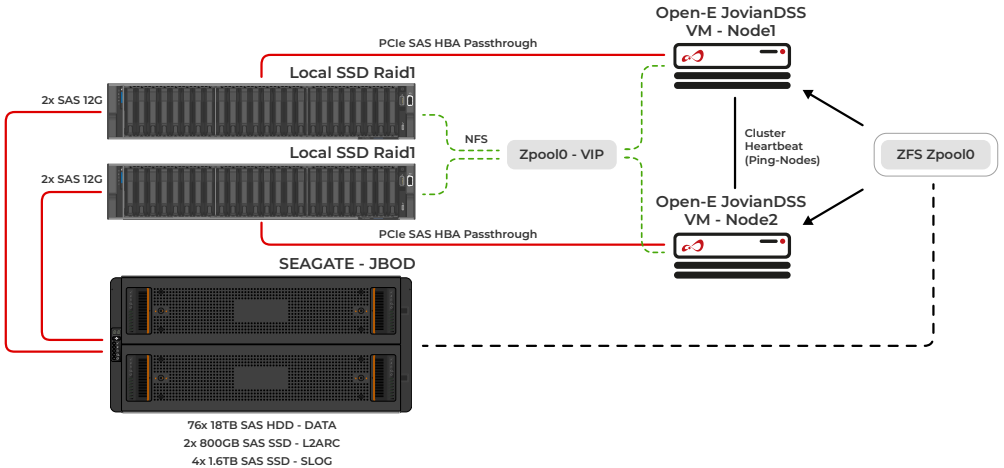 Open-E JovianDSS
VM - Node1
PCIe SAS HBA Passthrough
Local SSD Raid1
2x SAS 12G
NFS
Zpool0 - VIP
Cluster
Heartbeat
(Ping-Nodes)
ZFS Zpool0
Local SSD Raid1
2x SAS 12G
Open-E JovianDSS
VM - Node2
PCIe SAS HBA Passthrough
SEAGATE - JBOD
76x 18TB SAS HDD - DATA
2x 800GB SAS SSD - L2ARC
4x 1.6TB SAS SSD - SLOG